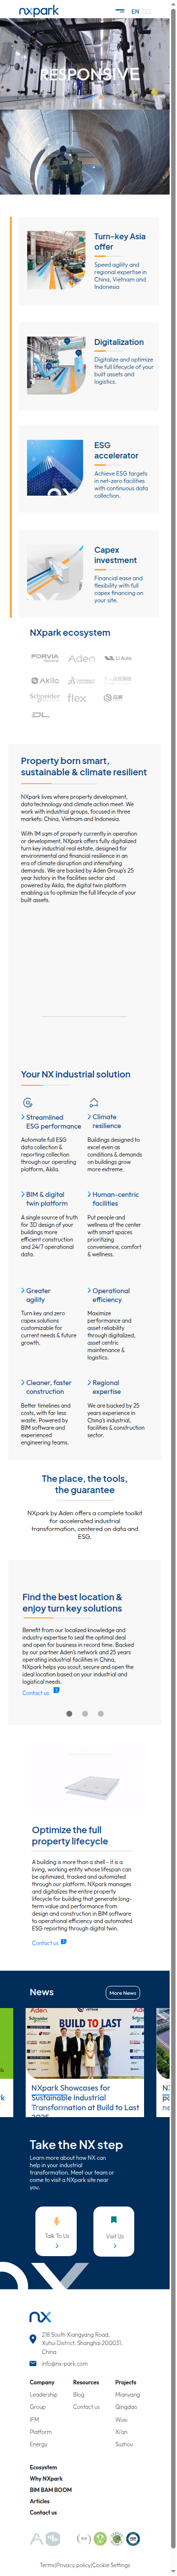 nxpark
EN
RESPONSIVE
Turn-key Asia
offer
Speed agility and
regional expertise in
China, Vietnam and
Indonesia
Digitalization
Digitalize and optimize
the full lifecycle of your
built assets and
logistics.
ESG
accelerator
Achieve ESG targets
in net-zero facilities
with continuous data
collection.
Capex
investment
Financial ease and
flexibility with full
capex financing on
your site.
NXpark ecosystem
FORVIA
Aden
Li Auto
Akila
Schneider
flex
Property born smart,
sustainable & climate resilient
NXpark lives where property development,
data technology and climate action meet. We
work with industrial groups, focused in three
markets: China, Vietnam and Indonesia.
With 1M sqm of property currently in operation
or development, NXpark offers fully digitalized
turn key industrial real estate, designed for
environmental and financial resilience in an
era of climate disruption and intensifying
demands. We are backed by Aden Group's 25
year history in the facilities sector and
powered by Akila, the digital twin platform
enabling us to optimize the full lifecycle of your
built assets.
Your NX industrial solution
Streamlined
ESG performance
Automate full ESG
data collection &
reporting collection
through our operating
platform, Akila.
Climate
resilience
Buildings designed to
excel even as
conditions & demands
on buildings grow
more extreme.
BIM & digital
twin platform
A single source of truth
for 3D design of your
buildings more
efficient construction
and 24/7 operational
data.
Human-centric
facilities
Put people and
wellness at the center
with smart spaces
prioritizing
convenience, comfort
& wellness.
Greater
agility
Turn key and zero
capex solutions
customizable for
current needs & future
growth.
Operational
efficiency
Maximize
performance and
asset reliability
through digitalized,
asset centric
maintenance &
logistics.
Cleaner, faster
construction
Better timelines and
costs, with far less
waste. Powered by
BIM software and
experienced
engineering teams.
Regional
expertise
We are backed by 25
years experience in
China's industrial,
facilities & construction
sector.
The place, the tools,
the guarantee
NXpark by Aden offers a complete toolkit
for accelerated industrial
transformation, centered on data and
ESG.
Find the best location &
enjoy turn key solutions
Benefit from our localized knowledge and
industry expertise to seal the optimal deal
and open for business in record time. Backed
by our partner Aden's network and 25 years
operating industrial facilities in China,
NXpark helps you scout, secure and open the
ideal location based on your industrial and
logistical needs.
Contact us
Optimize the full
property lifecycle
A building is more than a shell – it is a
living, working entity whose lifespan can
be optimized, tracked and automated
through our platform. NXpark manages
and digitalizes the entire property
lifecycle for building that generate long-
term value and performance from
design and construction in BIM software
to operational efficiency and automated
ESG reporting through digital twin.
Contact us
News
More News
BUILD TO LAST
NXpark Showcases for
Sustainable Industrial
Transformation at Build to Last
2025
Take the NX step
Learn more about how NX can
help in your industrial
transformation. Meet our team or
come to visit a NXpark site near
you.
Talk To Us
Visit Us
NX
218 South Xiangyang Road,
Xuhui District, Shanghai 200031,
China
info@nx-park.com
Company
Resources
Projects
Leadership
Blog
Mianyang
Group
Contact us
Qingdao
IFM
Wuxi
Platform
Xi'an
Energy
Suzhou
Ecosystem
Why NXpark
BIM BAM BOOM
Articles
Contact us
Terms|Privacy policy|Cookie Settings